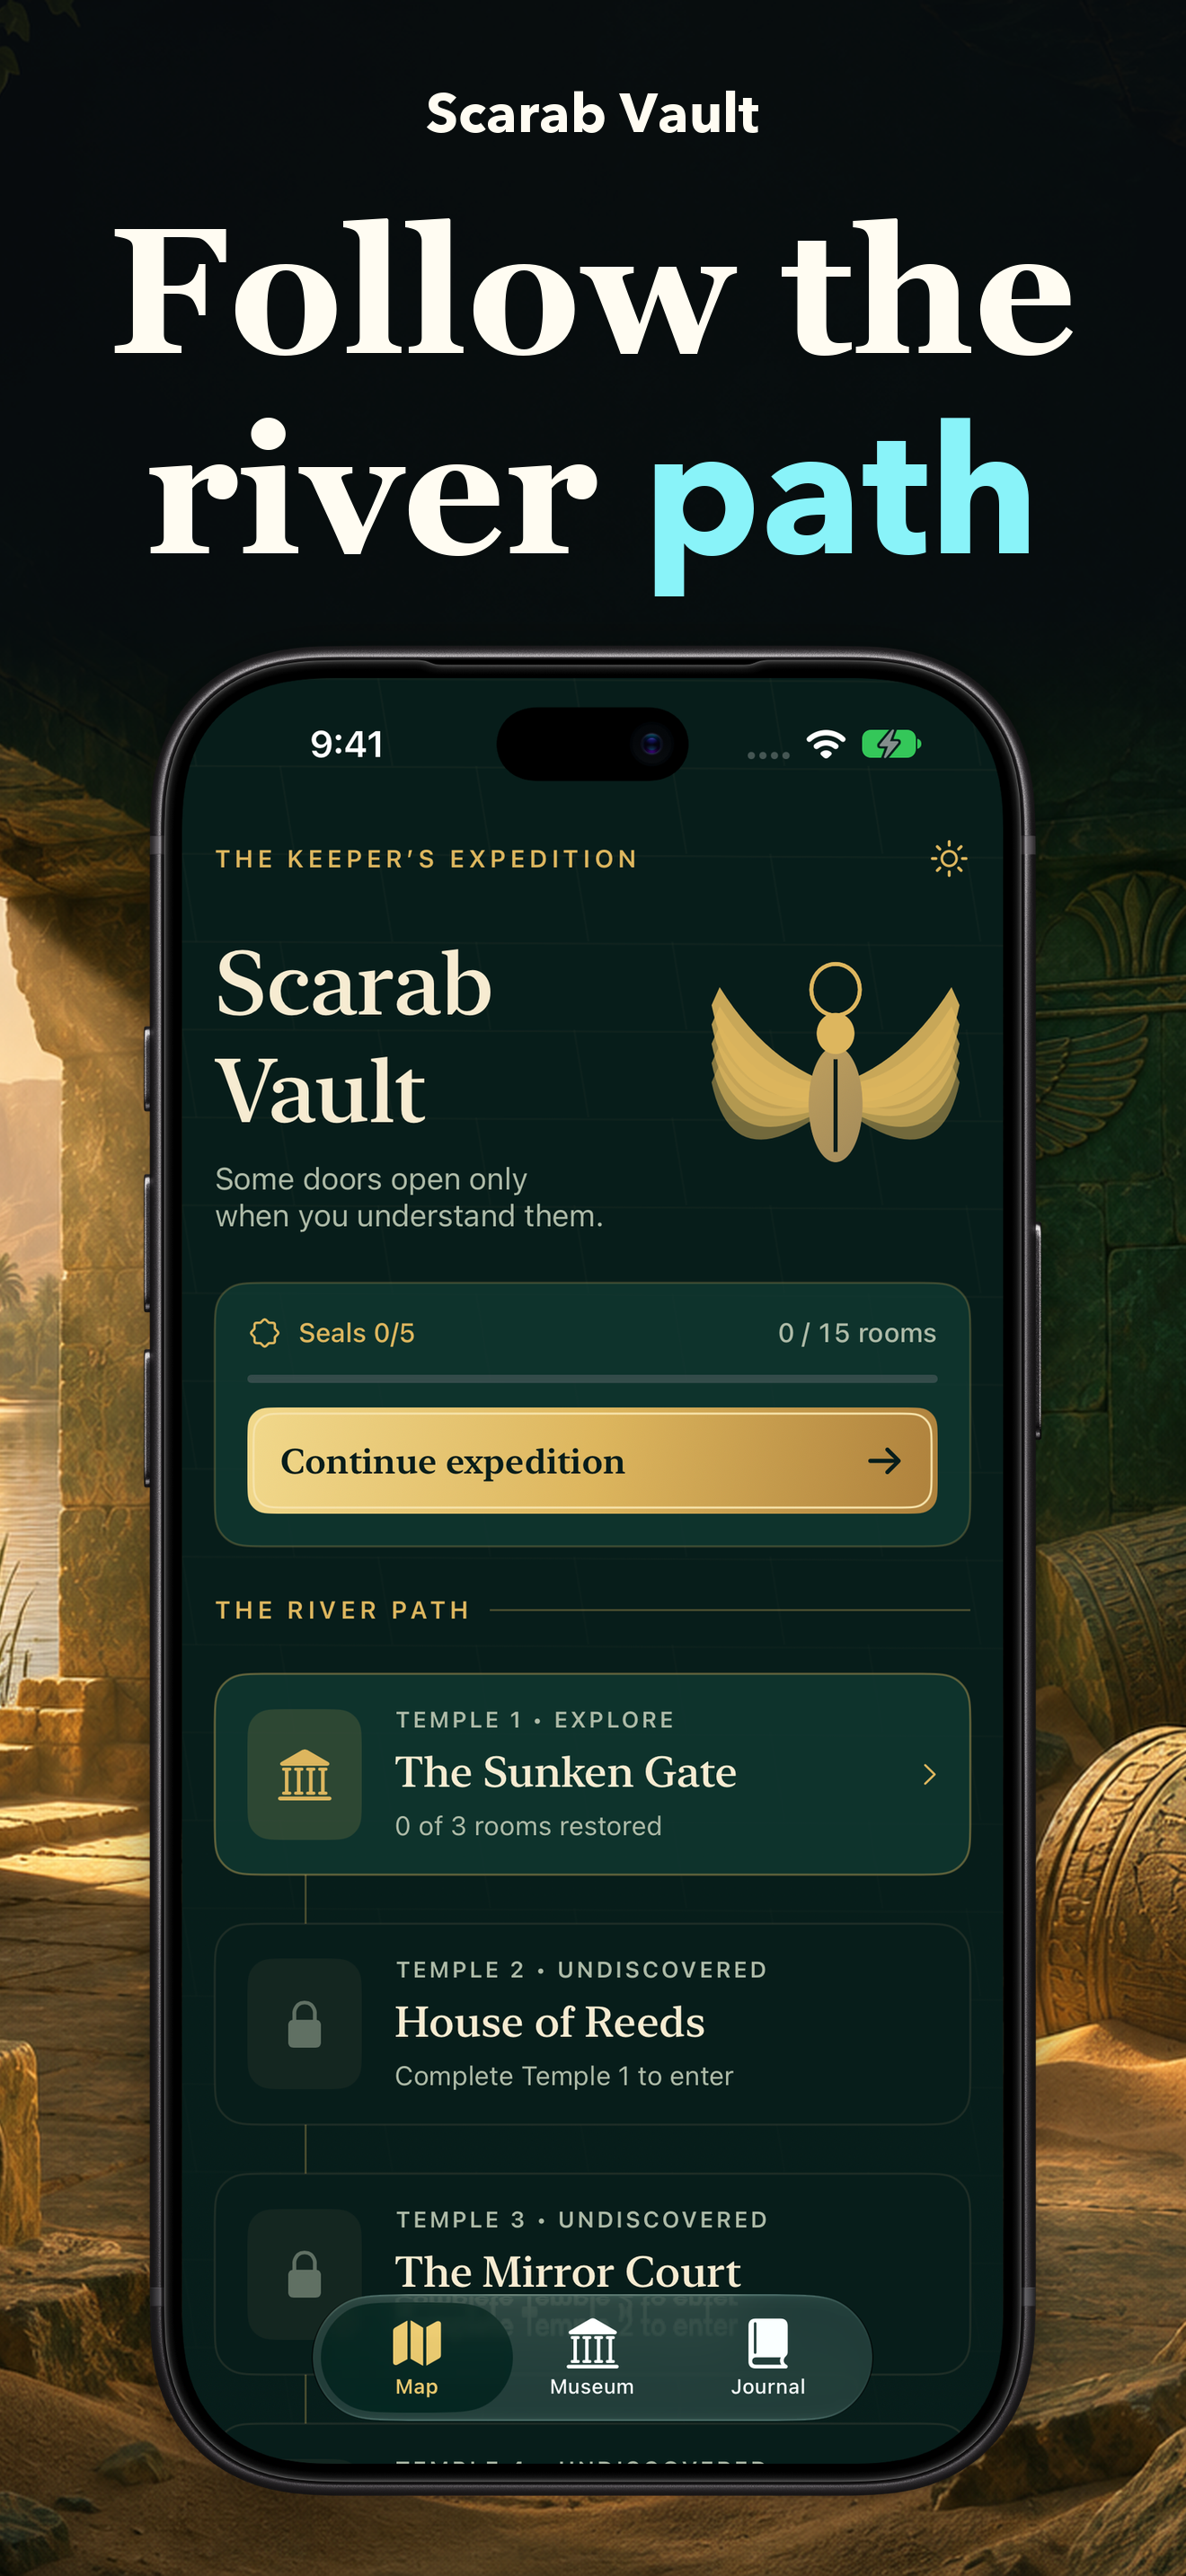 Scarab Vault
Follow the
river path
9:41
THE KEEPER'S EXPEDITION
Scarab
Vault
Some doors open only
when you understand them.
Seals 0/5
0 / 15 rooms
Continue expedition
THE RIVER PATH
TEMPLE 1 • EXPLORE
The Sunken Gate
0 of 3 rooms restored
TEMPLE 2 • UNDISCOVERED
House of Reeds
Complete Temple 1 to enter
TEMPLE 3 • UNDISCOVERED
The Mirror Court
Map
Museum
Journal